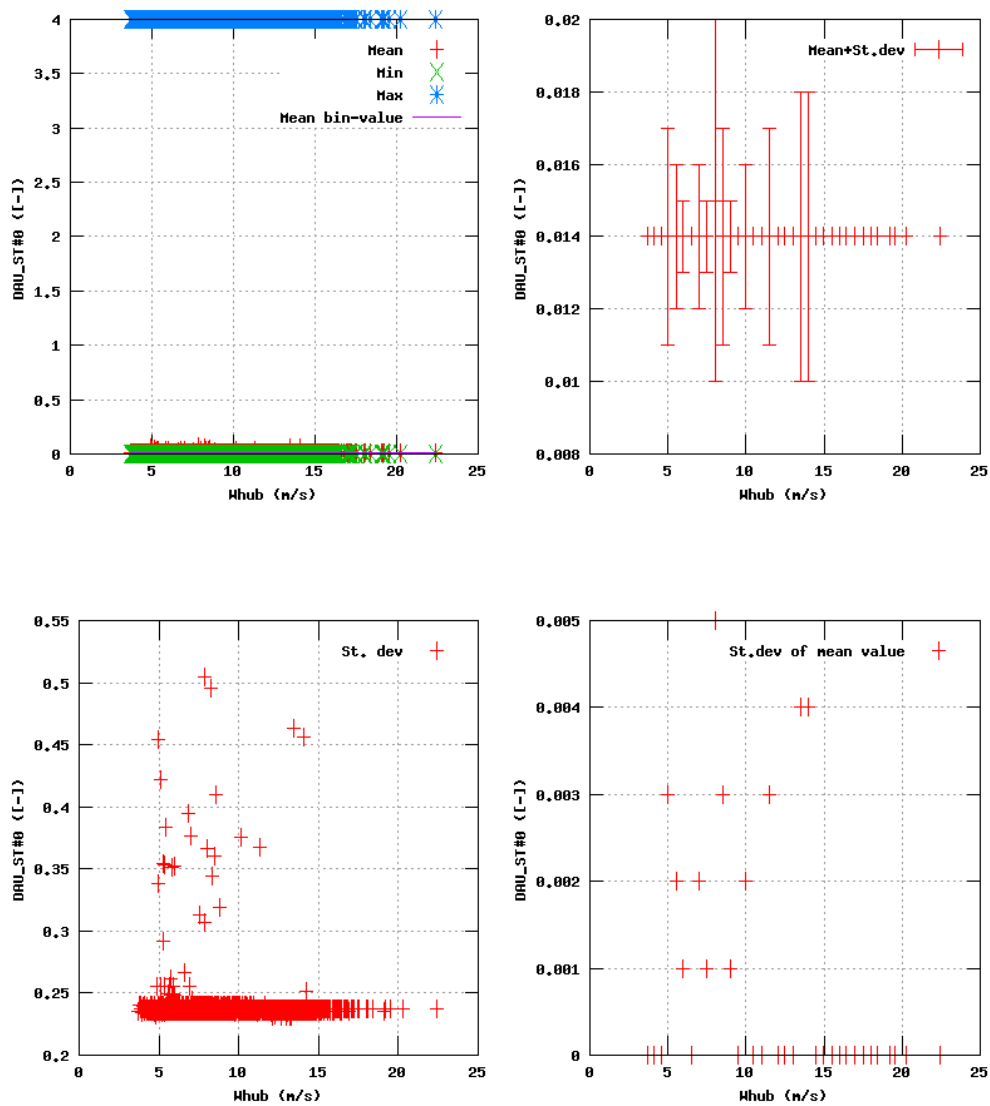 4
3.5
3
2.5
2
1.5
1
0.5
0
DAU_ST#0 ([-])
Mean
Min
Max
Mean bin-value
0 5 10 15 20 25
Whub (m/s)
0.02
0.018
0.016
0.014
0.012
0.01
0.008
DAU_ST#0 ([-])
Mean+St.dev
0 5 10 15 20 25
Whub (m/s)
0.55
0.5
0.45
0.4
0.35
0.3
0.25
0.2
DAU_ST#0 ([-])
St. dev
0 5 10 15 20 25
Whub (m/s)
0.005
0.004
0.003
0.002
0.001
0
DAU_ST#0 ([-])
St.dev of mean value
0 5 10 15 20 25
Whub (m/s)